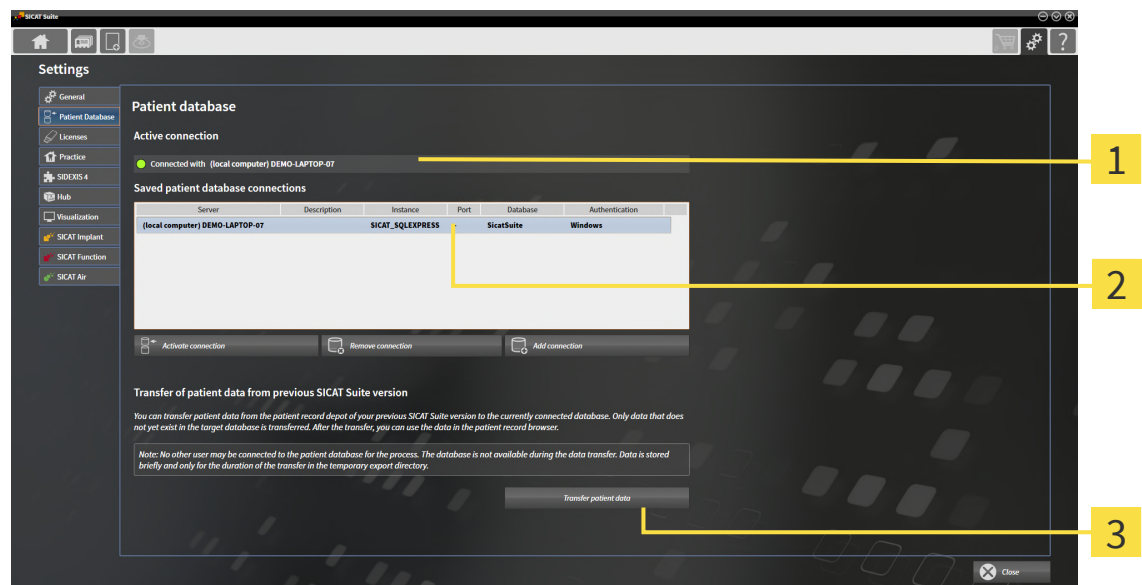 SICAT Suite
?
Settings
General
Patient Database
Licenses
Practice
SIDEXIS 4
Hub
Visualization
SICAT Implant
SICAT Function
SICAT Air
Patient database
Active connection
Connected with (local computer) DEMO-LAPTOP-07
1
Saved patient database connections
Server Description Instance Port Database Authentication
(local computer) DEMO-LAPTOP-07 SICAT_SQLEXPRESS - SicatSuite Windows
2
Activate connection Remove connection Add connection
Transfer of patient data from previous SICAT Suite version
You can transfer patient data from the patient record depot of your previous SICAT Suite version to the currently connected database. Only data that does
not yet exist in the target database is transferred. After the transfer, you can use the data in the patient record browser.
Note: No other user may be connected to the patient database for the process. The database is not available during the data transfer. Data is stored
briefly and only for the duration of the transfer in the temporary export directory.
Transfer patient data
3
Close